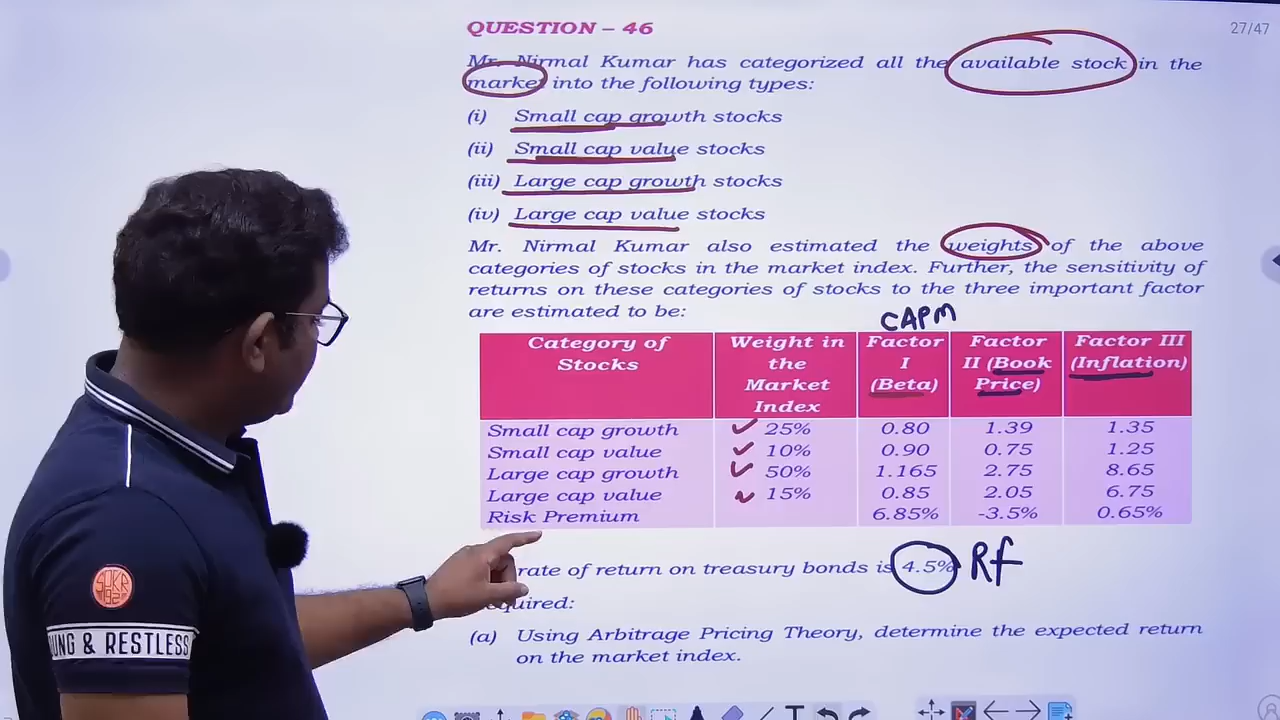 QUESTION – 46
27/47
Mr. Nirmal Kumar has categorized all the available stock in the
market into the following types:
(i) Small cap growth stocks
(ii) Small cap value stocks
(iii) Large cap growth stocks
(iv) Large cap value stocks
Mr. Nirmal Kumar also estimated the weights of the above
categories of stocks in the market index. Further, the sensitivity of
returns on these categories of stocks to the three important factor
are estimated to be:
CAPM
Category of Stocks Weight in the Market Index Factor I (Beta) Factor II (Book Price) Factor III (Inflation)
Small cap growth 25% 0.80 1.39 1.35
Small cap value 10% 0.90 0.75 1.25
Large cap growth 50% 1.165 2.75 8.65
Large cap value 15% 0.85 2.05 6.75
Risk Premium 6.85% -3.5% 0.65%
rate of return on treasury bonds is 4.5% Rf
quired:
(a) Using Arbitrage Pricing Theory, determine the expected return
on the market index.
UNG & RESTLESS